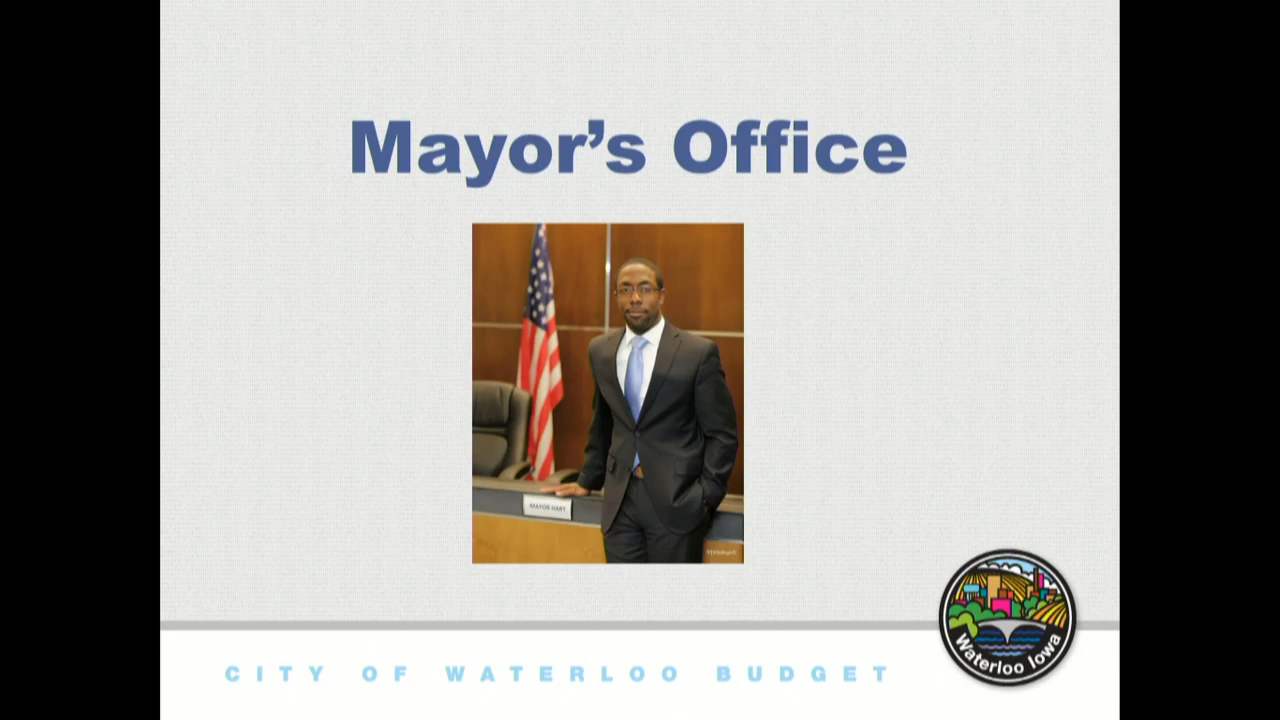 Mayor's Office
MAYOR HART
Waterloo Iowa
CITY OF WATERLOO BUDGET